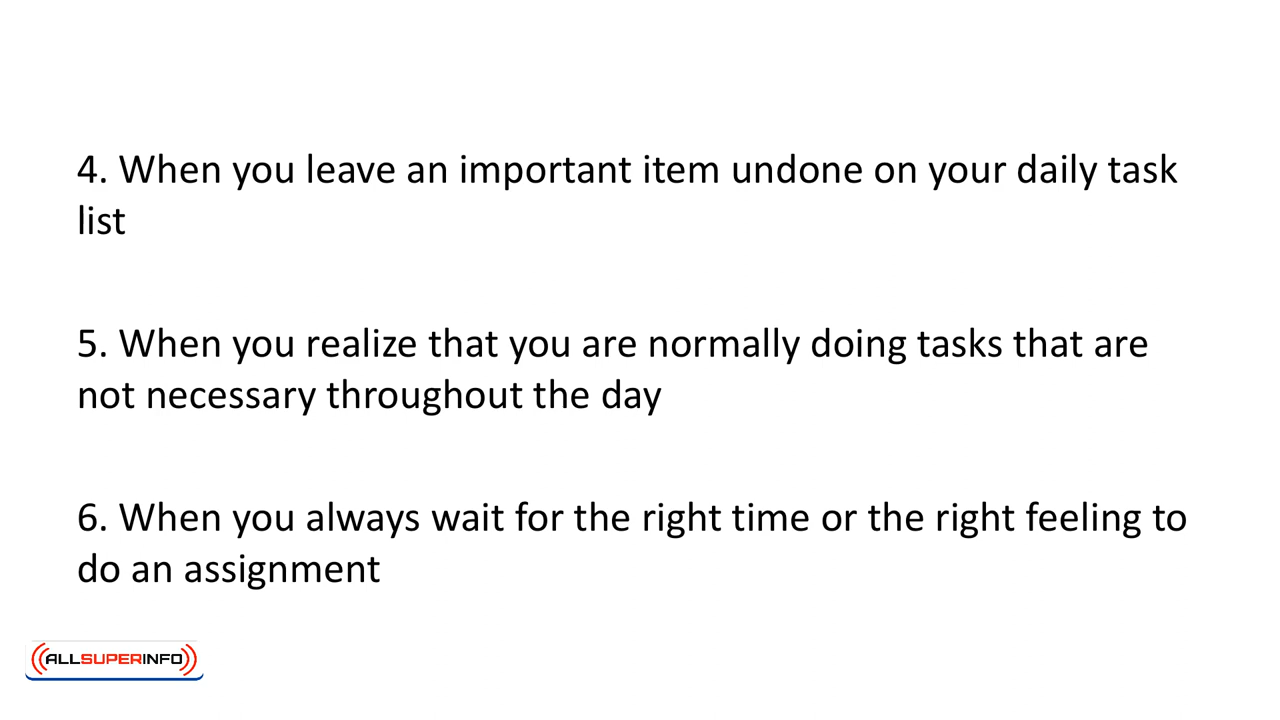 4. When you leave an important item undone on your daily task
list
5. When you realize that you are normally doing tasks that are
not necessary throughout the day
6. When you always wait for the right time or the right feeling to
do an assignment
ALLSUPERINFO